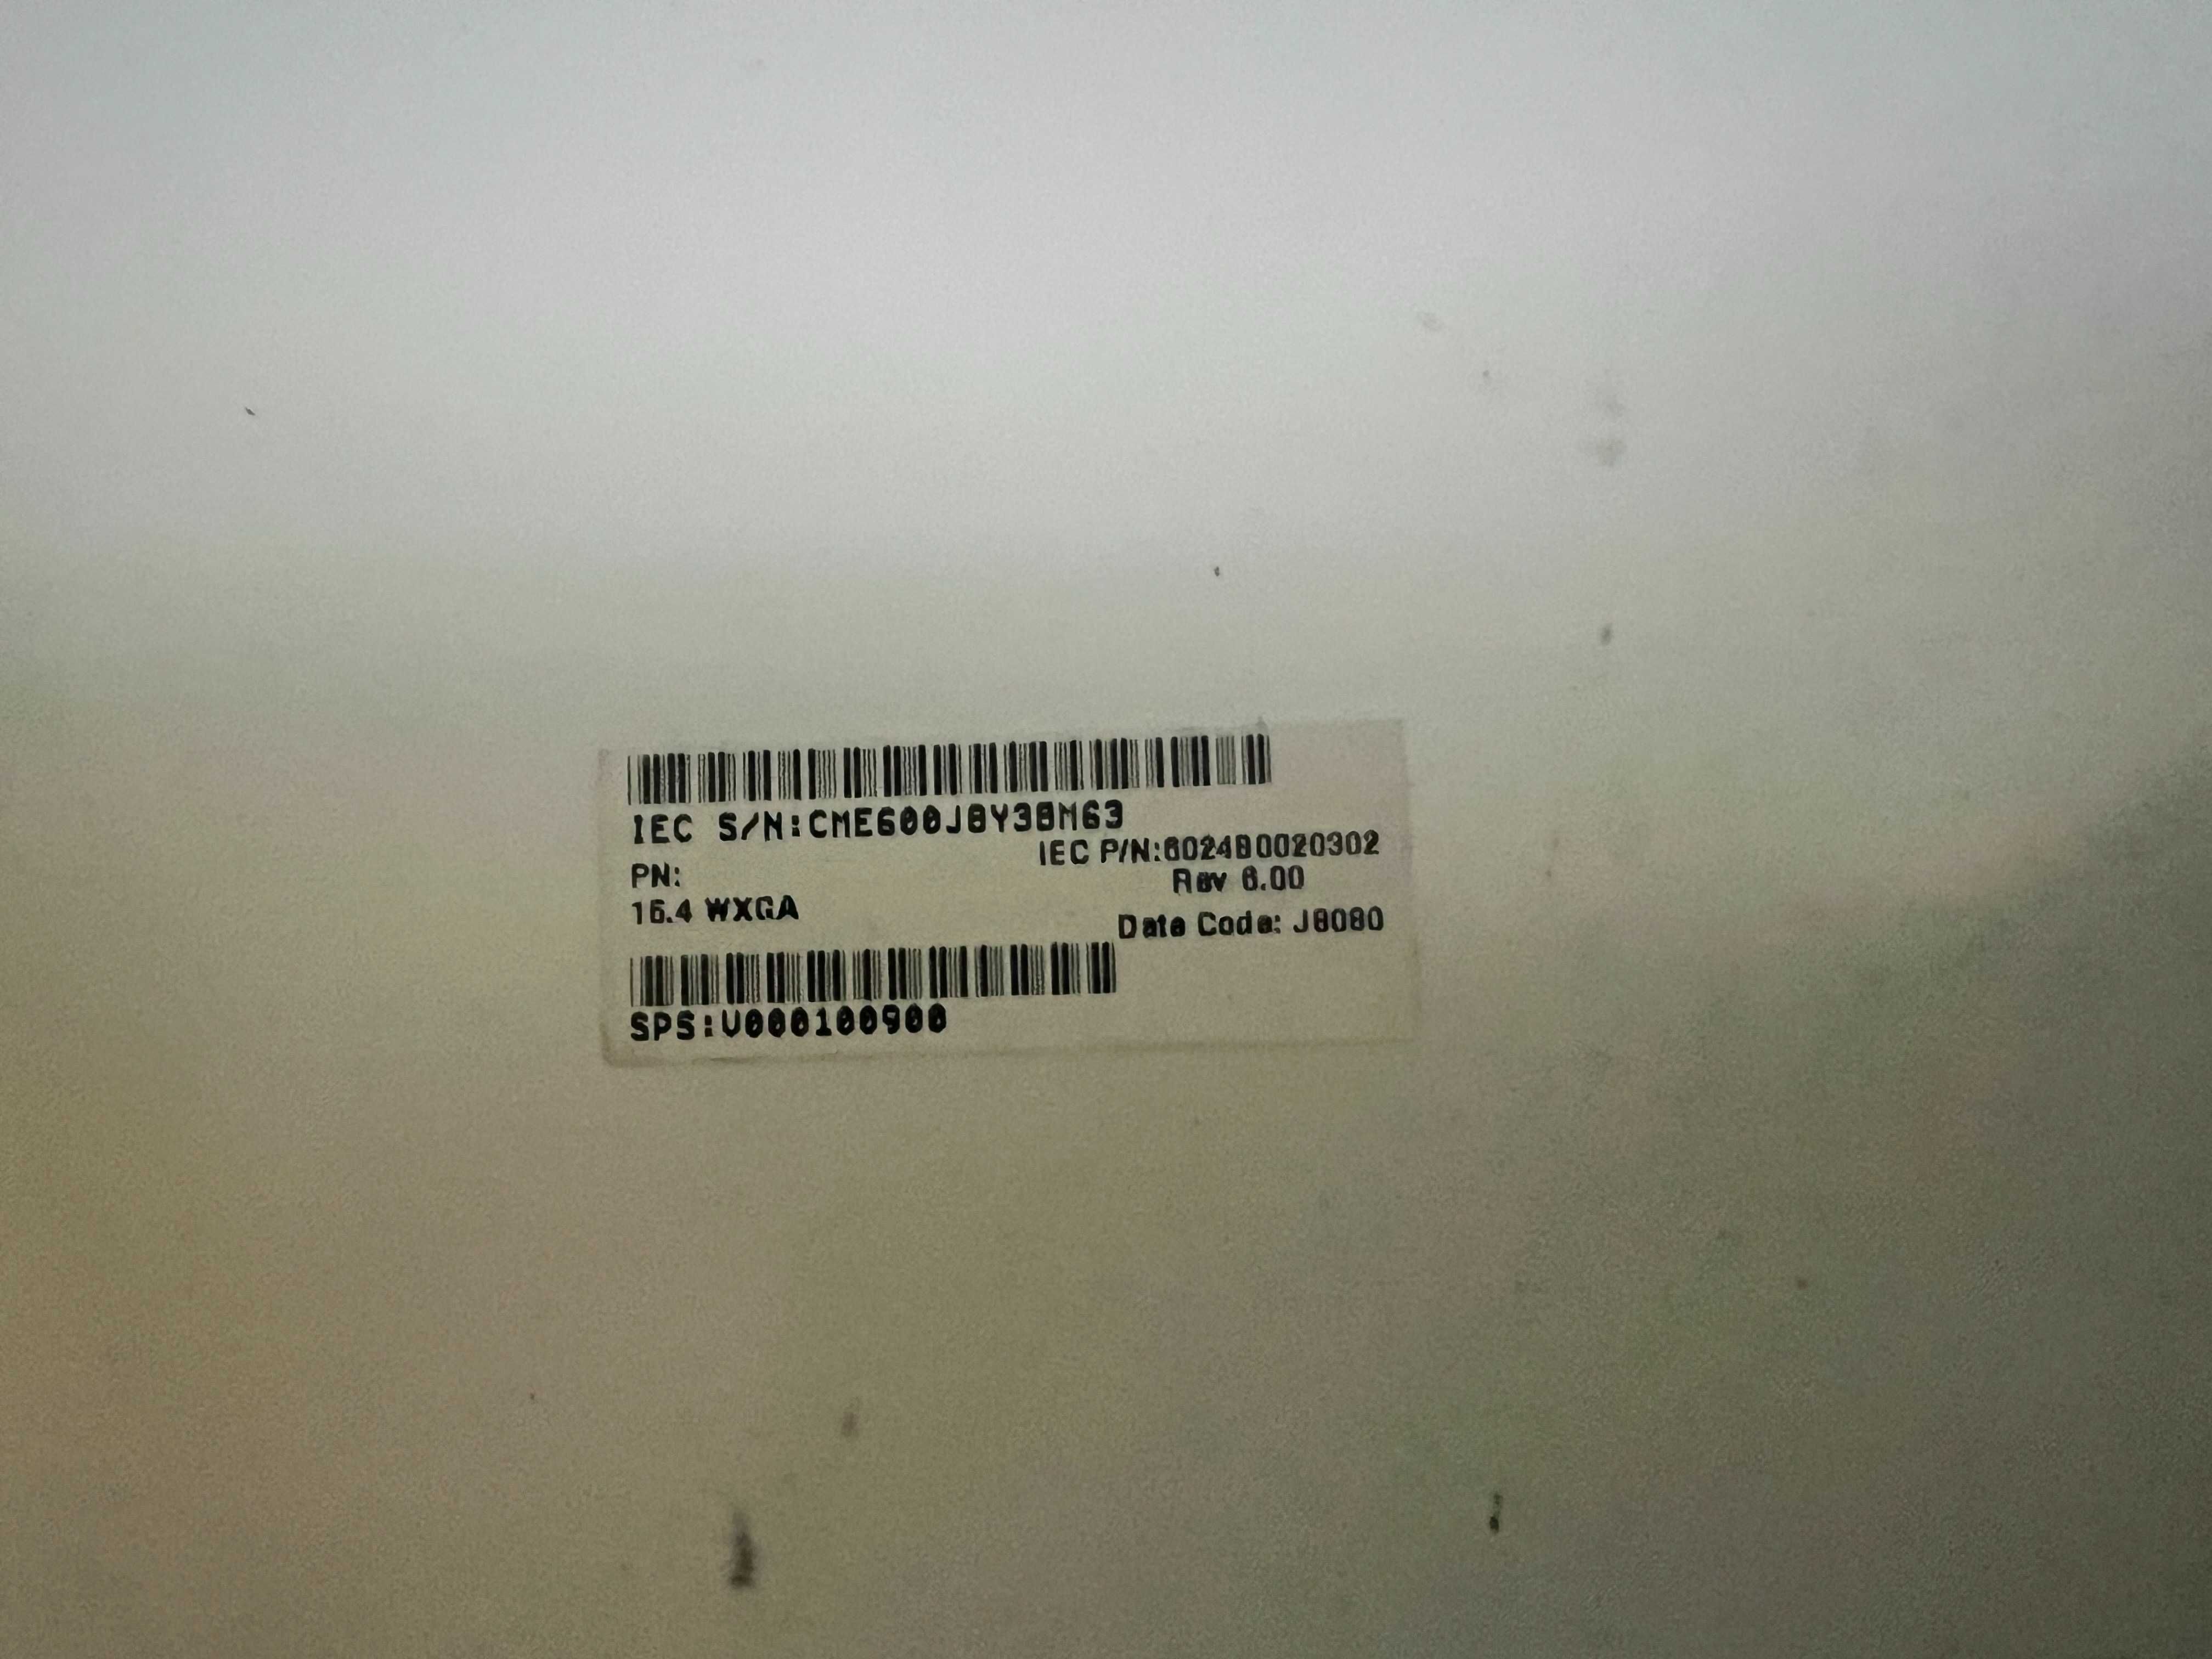 IEC S/N:CME600J8Y38M63
IEC P/N:6024B0020302
PN:
Rev 6.00
15.4 WXGA
Date Code: J8080
SPS:V000100900